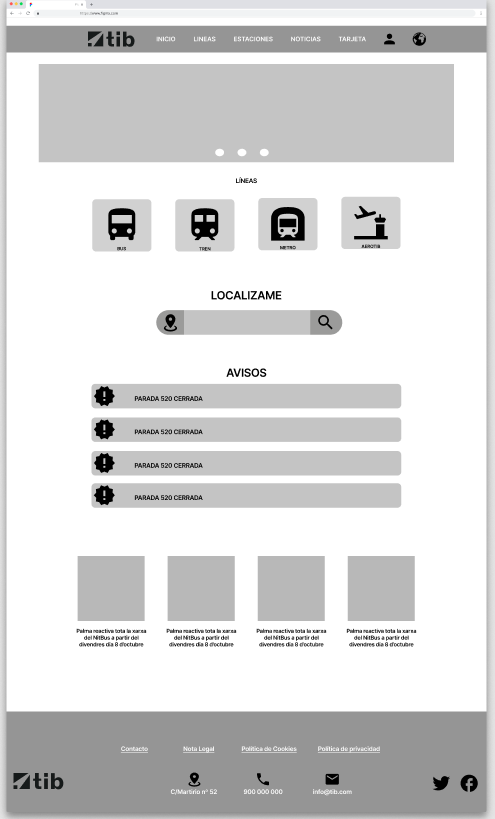 https://www.figma.com
tib
INICIO LINEAS ESTACIONES NOTICIAS TARJETA
LÍNEAS
BUS TREN METRO AEROTIB
LOCALIZAME
AVISOS
PARADA 520 CERRADA
PARADA 520 CERRADA
PARADA 520 CERRADA
PARADA 520 CERRADA
Palma reactiva tota la xarxa
del NitBus a partir del
divendres dia 8 d'octubre
Palma reactiva tota la xarxa
del NitBus a partir del
divendres dia 8 d'octubre
Palma reactiva tota la xarxa
del NitBus a partir del
divendres dia 8 d'octubre
Palma reactiva tota la xarxa
del NitBus a partir del
divendres dia 8 d'octubre
Contacto Nota Legal Politica de Cookies Política de privacidad
tib
C/Martirio nº 52 900 000 000 info@tib.com